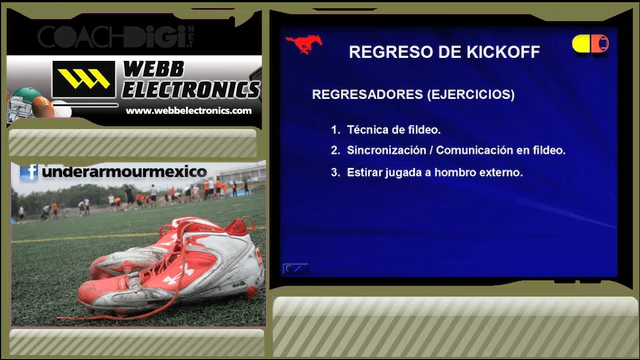 COACHDiGi.NET
WEBB
ELECTRONICS
www.webbelectronics.com
f underarmourmexico
REGRESO DE KICKOFF
REGRESADORES (EJERCICIOS)
1. Técnica de fildeo.
2. Sincronización / Comunicación en fildeo.
3. Estirar jugada a hombro externo.